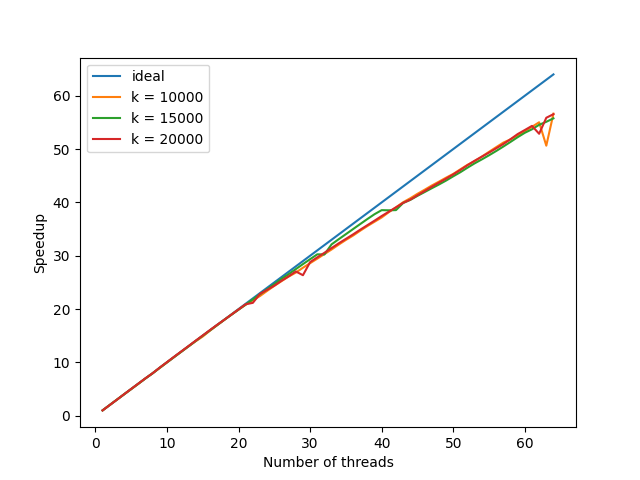 ideal
k = 10000
k = 15000
k = 20000
60
50
40
30
20
10
0
Speedup
0 10 20 30 40 50 60
Number of threads